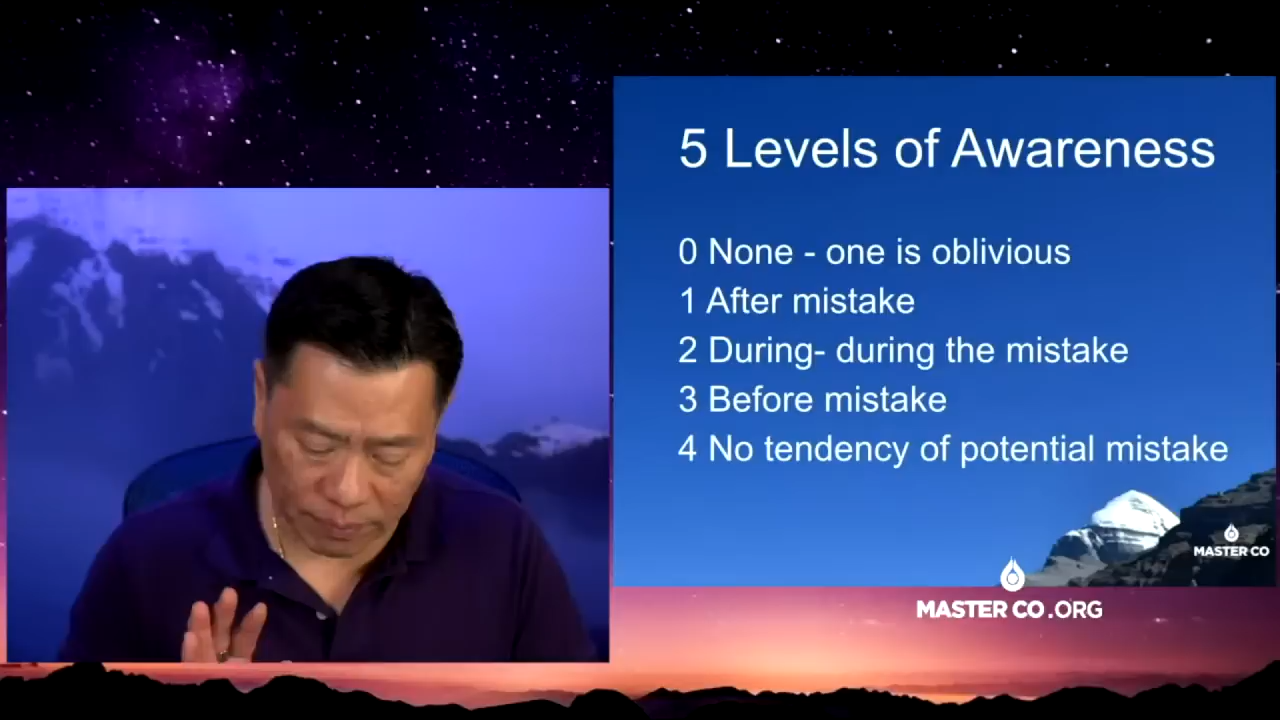 5 Levels of Awareness
0 None - one is oblivious
1 After mistake
2 During- during the mistake
3 Before mistake
4 No tendency of potential mistake
MASTER CO
MASTER CO.ORG